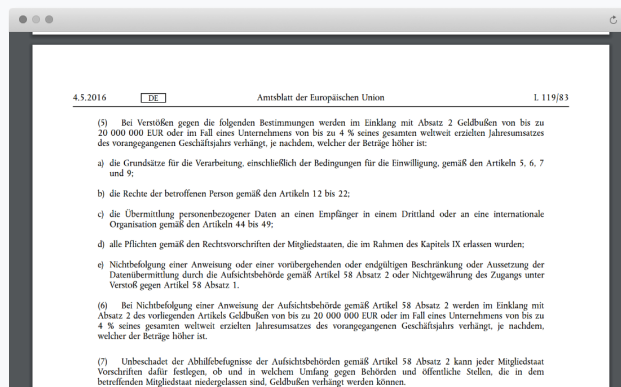 4.5.2016 DE Amtsblatt der Europäischen Union L 119/83
(5) Bei Verstößen gegen die folgenden Bestimmungen werden im Einklang mit Absatz 2 Geldbußen von bis zu
20 000 000 EUR oder im Fall eines Unternehmens von bis zu 4 % seines gesamten weltweit erzielten Jahresumsatzes
des vorangegangenen Geschäftsjahrs verhängt, je nachdem, welcher der Beträge höher ist:
a) die Grundsätze für die Verarbeitung, einschließlich der Bedingungen für die Einwilligung, gemäß den Artikeln 5, 6, 7
und 9;
b) die Rechte der betroffenen Person gemäß den Artikeln 12 bis 22;
c) die Übermittlung personenbezogener Daten an einen Empfänger in einem Drittland oder an eine internationale
Organisation gemäß den Artikeln 44 bis 49;
d) alle Pflichten gemäß den Rechtsvorschriften der Mitgliedstaaten, die im Rahmen des Kapitels IX erlassen wurden;
e) Nichtbefolgung einer Anweisung oder einer vorübergehenden oder endgültigen Beschränkung oder Aussetzung der
Datenübermittlung durch die Aufsichtsbehörde gemäß Artikel 58 Absatz 2 oder Nichtgewährung des Zugangs unter
Verstoß gegen Artikel 58 Absatz 1.
(6) Bei Nichtbefolgung einer Anweisung der Aufsichtsbehörde gemäß Artikel 58 Absatz 2 werden im Einklang mit
Absatz 2 des vorliegenden Artikels Geldbußen von bis zu 20 000 000 EUR oder im Fall eines Unternehmens von bis zu
4 % seines gesamten weltweit erzielten Jahresumsatzes des vorangegangenen Geschäftsjahrs verhängt, je nachdem,
welcher der Beträge höher ist.
(7) Unbeschadet der Abhilfebefugnisse der Aufsichtsbehörden gemäß Artikel 58 Absatz 2 kann jeder Mitgliedstaat
Vorschriften dafür festlegen, ob und in welchem Umfang gegen Behörden und öffentliche Stellen, die in dem
betreffenden Mitgliedstaat niedergelassen sind, Geldbußen verhängt werden können.